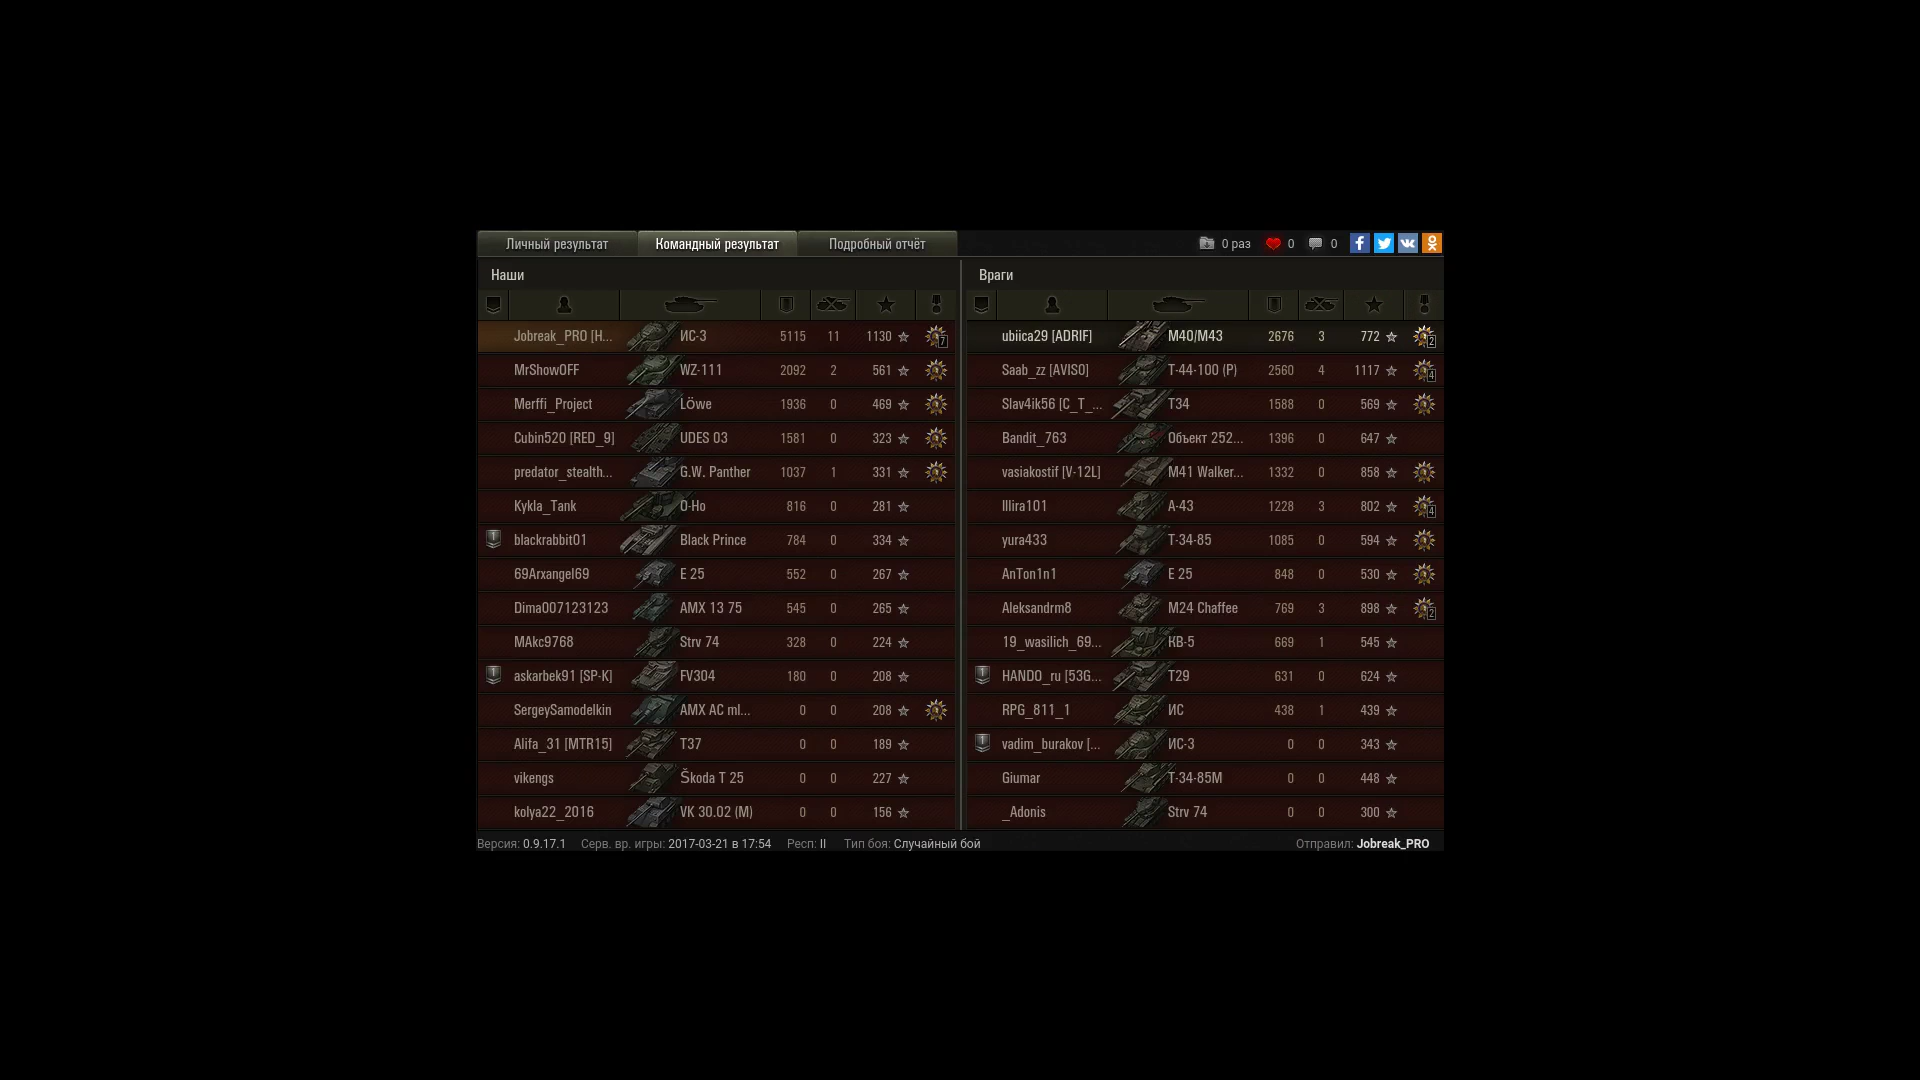 Личный результат Командный результат Подробный отчёт 0 раз 0 0
Наши Враги
Jobreak_PRO [H... ИС-3 5115 11 1130 7 ubiica29 [ADRIF] M40/M43 2676 3 772 2
MrShowOFF WZ-111 2092 2 561 Saab_zz [AVIS0] Т-44-100 (Р) 2560 4 1117 4
Merffi_Project Löwe 1936 0 469 Slav4ik56 [C_T_... T34 1588 0 569
Cubin520 [RED_9] UDES 03 1581 0 323 Bandit_763 Объект 252... 1396 0 647
predator_stealth... G.W. Panther 1037 1 331 vasiakostif [V-12L] M41 Walker... 1332 0 858
Kykla_Tank O-Ho 816 0 281 Illira101 А-43 1228 3 802 4
blackrabbit01 Black Prince 784 0 334 yura433 Т-34-85 1085 0 594
69Arxangel69 E 25 552 0 267 AnTon1n1 E 25 848 0 530
Dima007123123 AMX 13 75 545 0 265 Aleksandrm8 M24 Chaffee 769 3 898 2
MAkc9768 Strv 74 328 0 224 19_wasilich_69... КВ-5 669 1 545
askarbek91 [SP-K] FV304 180 0 208 HANDO_ru [53G... T29 631 0 624
SergeySamodelkin AMX AC ml... 0 0 208 RPG_811_1 ИС 438 1 439
Alifa_31 [MTR15] T37 0 0 189 vadim_burakov [... ИС-3 0 0 343
vikengs Škoda T 25 0 0 227 Giumar Т-34-85М 0 0 448
kolya22_2016 VK 30.02 (M) 0 0 156 _Adonis Strv 74 0 0 300
Версия: 0.9.17.1 Серв. вр. игры: 2017-03-21 в 17:54 Респ: II Тип боя: Случайный бой Отправил: Jobreak_PRO